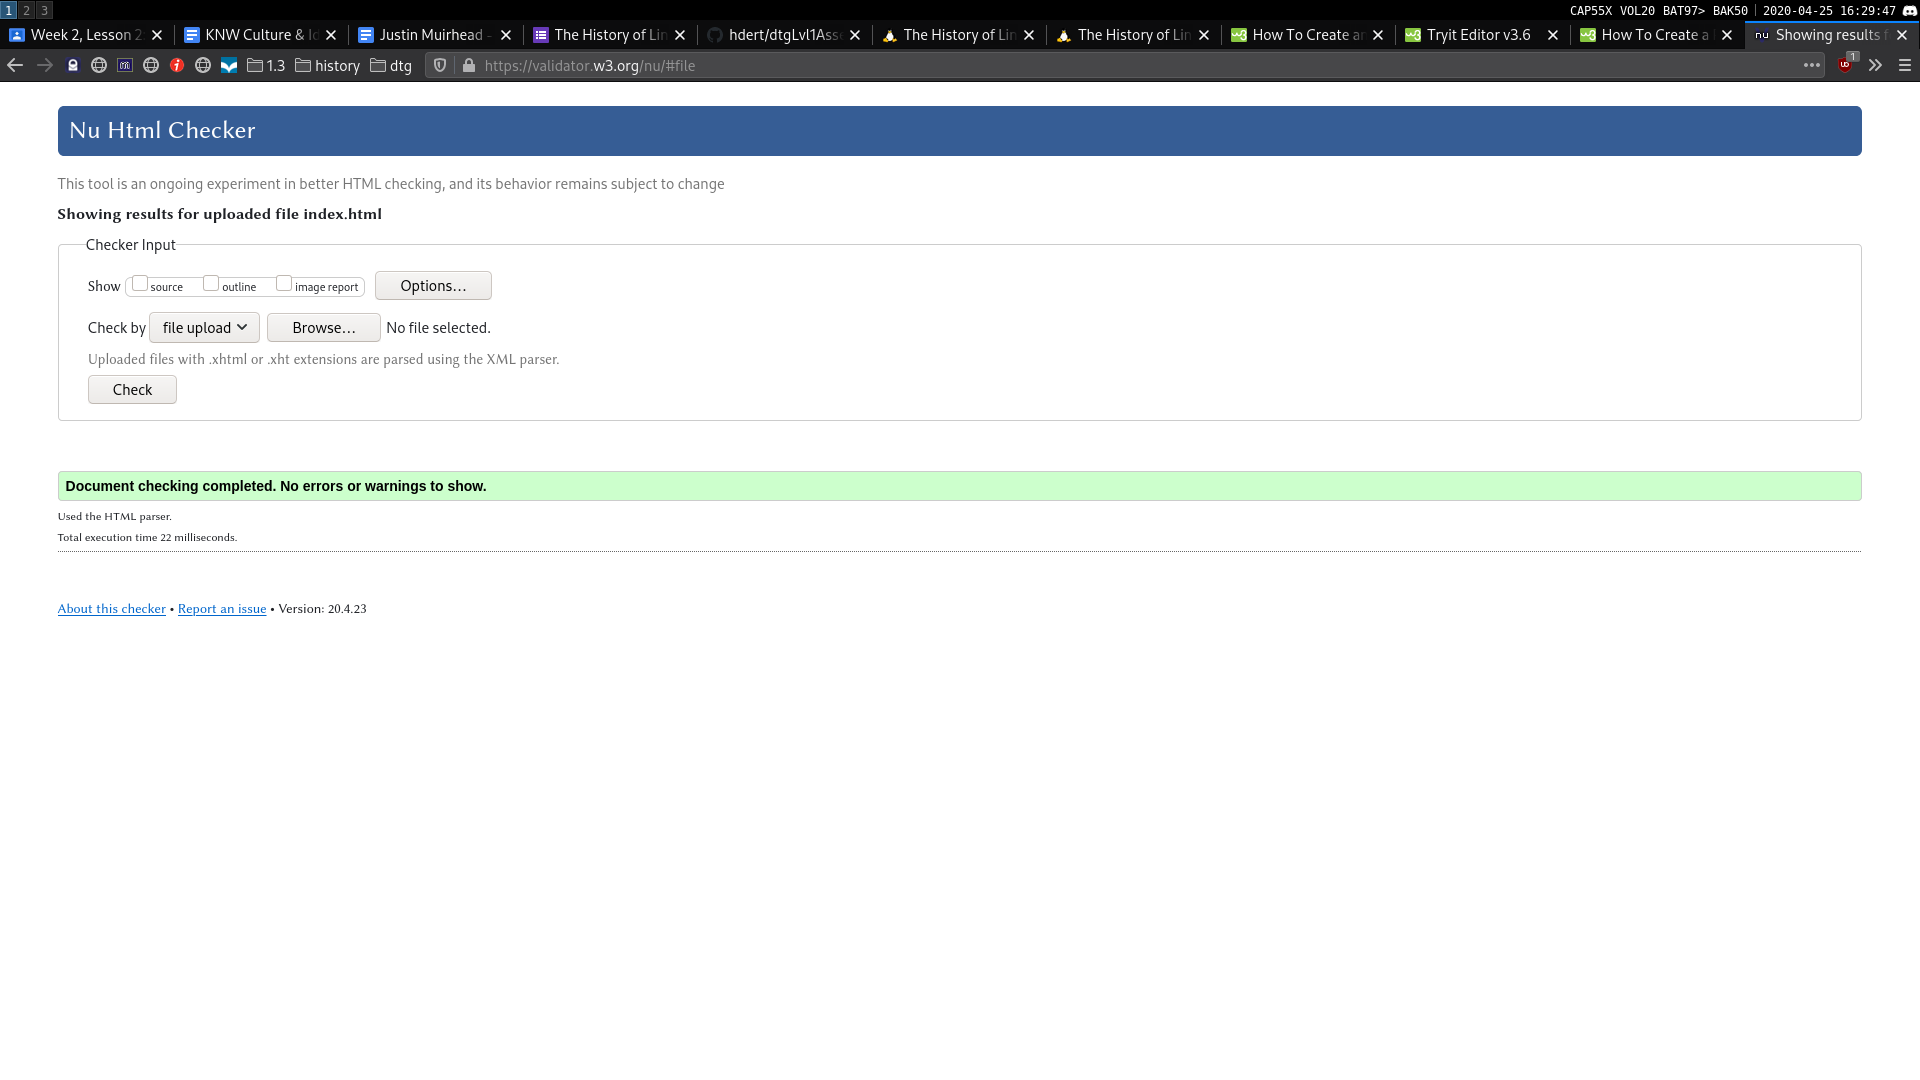 1 2 3 CAP55X VOL20 BAT97> BAK50 2020-04-25 16:29:47
Week 2, Lesson 2 KNW Culture & Id Justin Muirhead - The History of Lin hdert/dtgLvl1Ass The History of Lin The History of Lin How To Create an Tryit Editor v3.6 How To Create a Showing results f
1.3 history dtg https://validator.w3.org/nu/#file 1
Nu Html Checker
This tool is an ongoing experiment in better HTML checking, and its behavior remains subject to change
Showing results for uploaded file index.html
Checker Input
Show source outline image report Options...
Check by file upload Browse... No file selected.
Uploaded files with .xhtml or .xht extensions are parsed using the XML parser.
Check
Document checking completed. No errors or warnings to show.
Used the HTML parser.
Total execution time 22 milliseconds.
About this checker • Report an issue • Version: 20.4.23